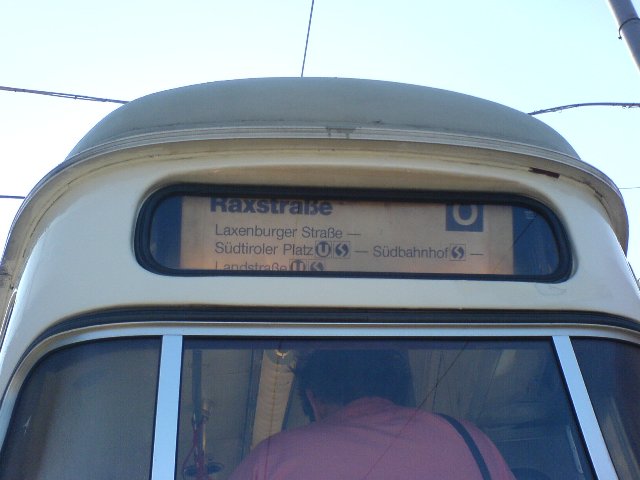 Raxstraße O
Laxenburger Straße —
Südtiroler Platz U S — Südbahnhof S —
Landstraße U S